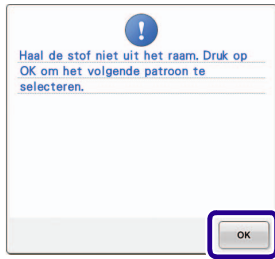 Haal de stof niet uit het raam. Druk op
OK om het volgende patroon te
selecteren.
OK